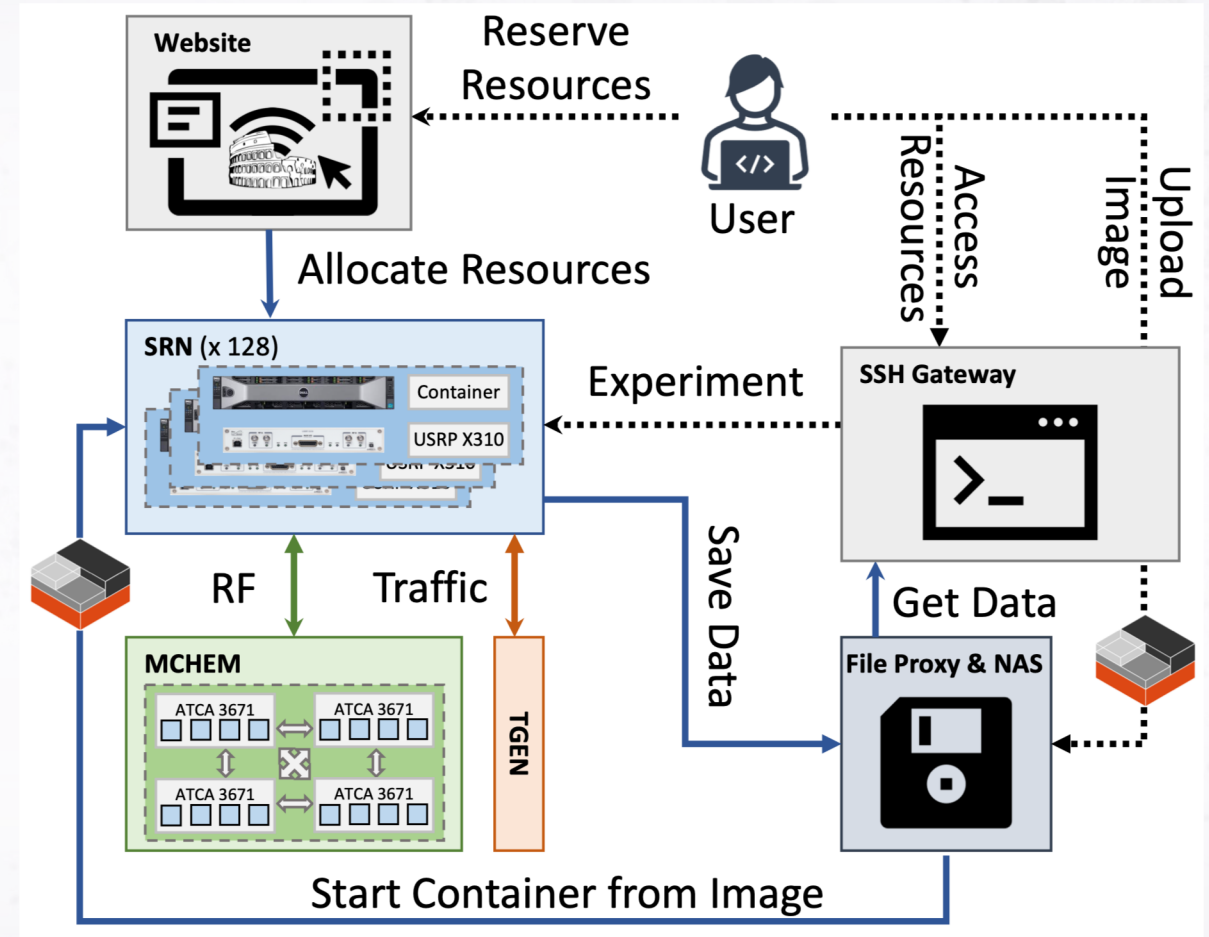 Website
Reserve
Resources
</>
User
Access
Resources
Upload
Image
Allocate Resources
SRN (x 128)
Container
USRP X310
USRP X310
Experiment
SSH Gateway
>_
RF
Traffic
Save Data
Get Data
MCHEM
ATCA 3671
ATCA 3671
ATCA 3671
ATCA 3671
TGEN
File Proxy & NAS
Start Container from Image